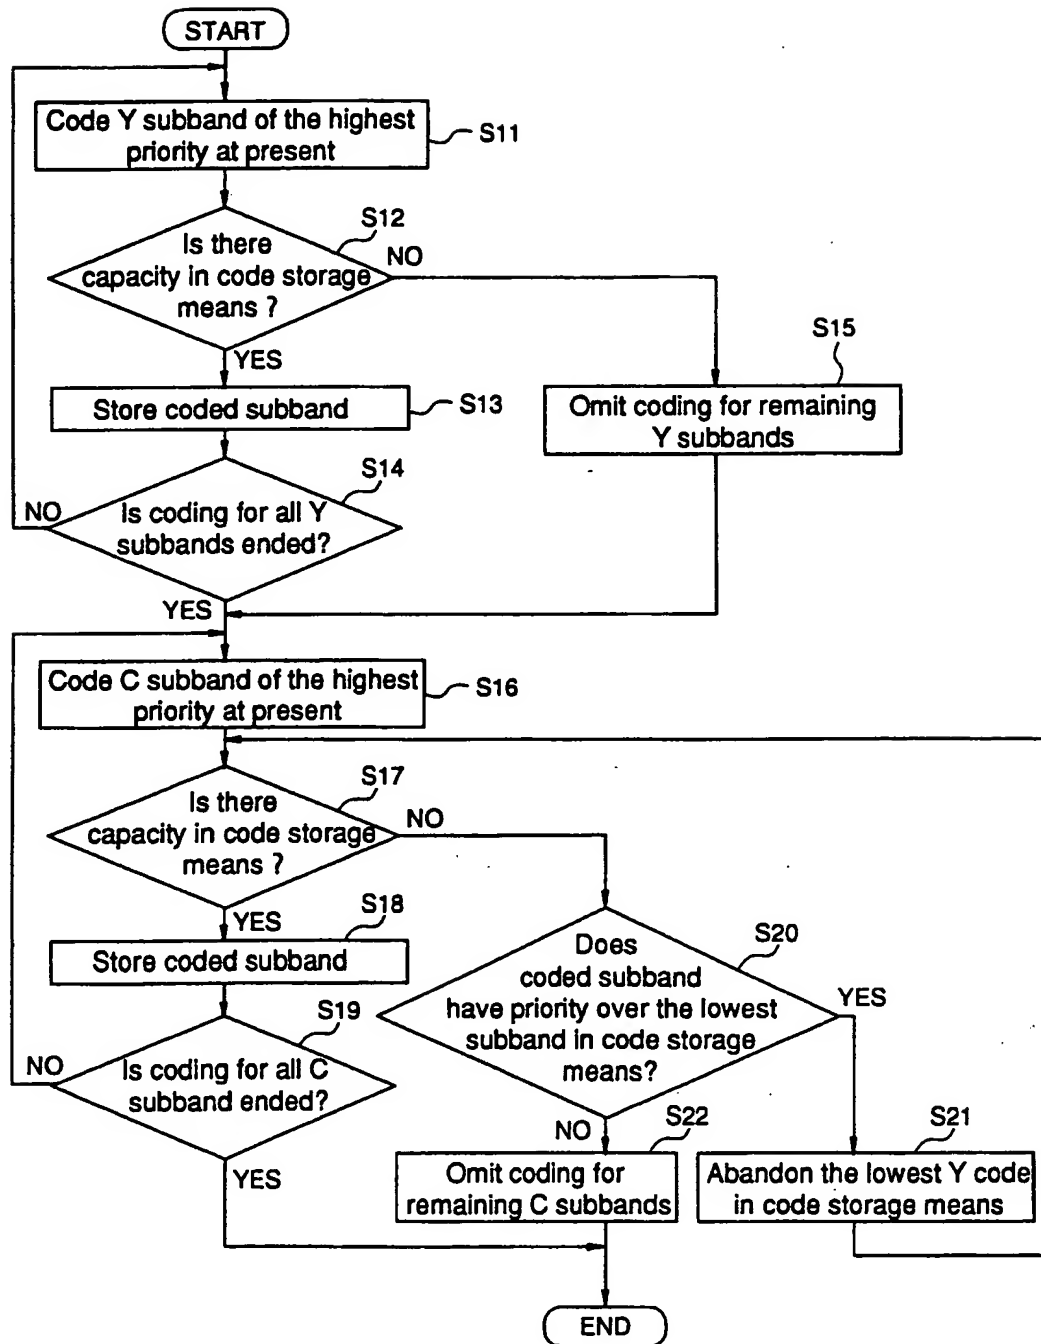 START
Code Y subband of the highest
priority at present
S11
S12
Is there
capacity in code storage
means ?
NO
YES
S15
Store coded subband
S13
Omit coding for remaining
Y subbands
S14
Is coding for all Y
subbands ended?
NO
YES
Code C subband of the highest
priority at present
S16
S17
Is there
capacity in code storage
means ?
NO
YES
S18
Store coded subband
S20
Does
coded subband
have priority over the lowest
subband in code storage
means?
YES
S19
Is coding for all C
subband ended?
NO
YES
NO
S22
Omit coding for
remaining C subbands
S21
Abandon the lowest Y code
in code storage means
END